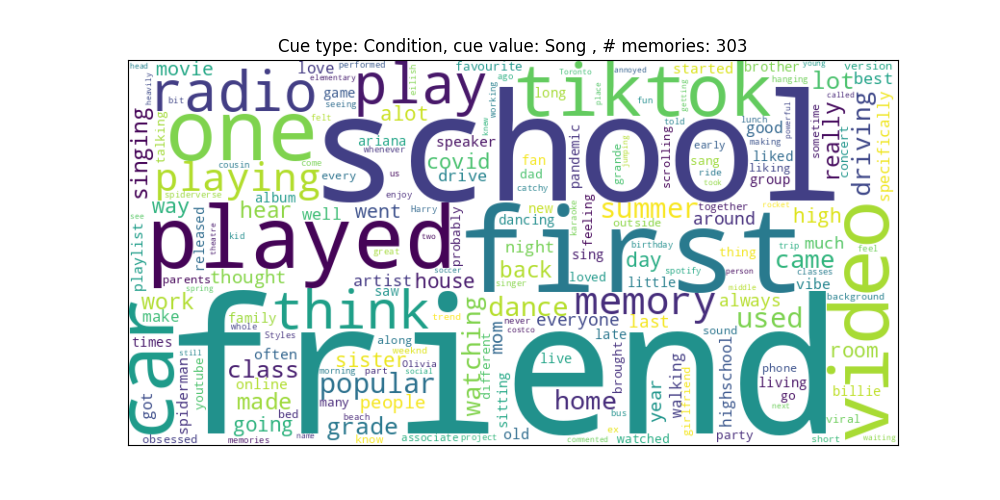 Cue type: Condition, cue value: Song , # memories: 303
head
movie
radio
love
performed
elementary
favourite
ago
Toronto
annoyed
started
brother
young
hanging
version
best
lot
heavily
bit
game
seeing
felt
play
eilish
working
long
tiktok
place
fun
getting
called
singing
talking
one
alot
school
knew
speaker
told
lunch
making
good
powerful
sometime
really
concert
driving
specifically
ariana
whenever
covid
drive
fan
dad
catchy
pandemic
grande
jumping
scrolling
sang
early
ride
took
liked
liking
group
cousin
come
playing
spiderverse
every
us
enjoy
album
way
hear
well
went
Harry
probably
new
dancing
karaoke
feeling
summer
outside
together
around
high
see
playlist
released
theatre
kid
played
great
two
first
night
sing
birthday
day
thing
trip
came
much
feel
parents
thought
artist
house
soccer
back
singer
loved
little
spotify
person
middle
rocket
classes
vibe
background
video
spring
work
make
think
saw
trend
watching
different
dance
memory
always
used
car
family
whole
Styles
times
along
weeknd
never
costco
everyone
last
late
sound
mom
friend
still
youtube
spiderman
often
class
sister
Olivia
morning
part
social
popular
live
brought
phone
living
go
next
room
billie
got
online
made
bed
many
people
beach
sitting
home
year
walking
girlfriend
highschool
viral
obsessed
going
memories
name
grade
know
associate
project
old
commented
ex
bus
watched
party
short
waiting